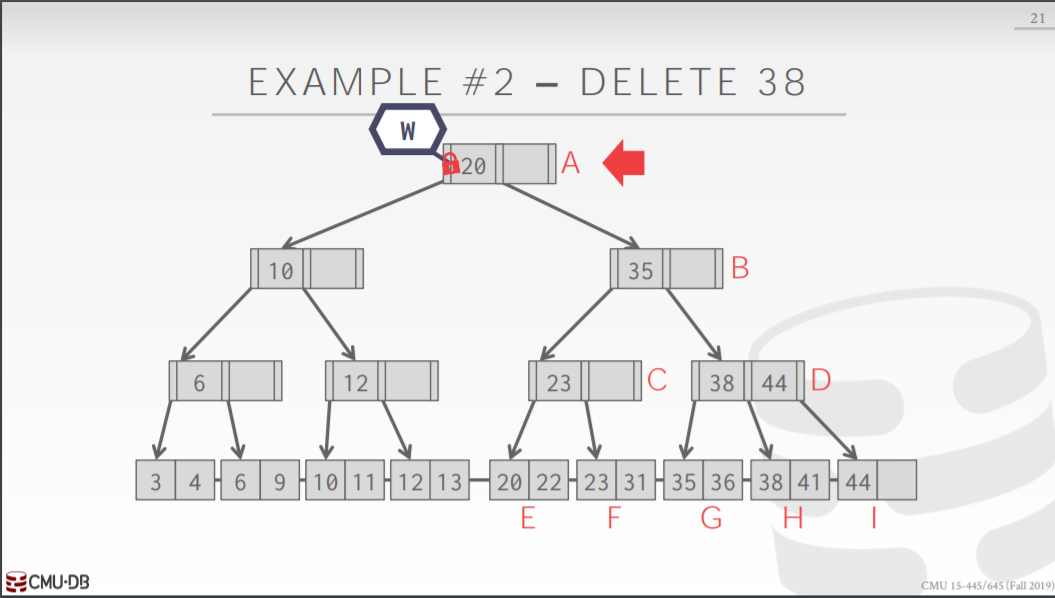 21
EXAMPLE #2 – DELETE 38
W
20 A
10 35 B
6 12 23 C 38 44 D
3 4 6 9 10 11 12 13 20 22 23 31 35 36 38 41 44
E F G H I
CMU·DB
CMU 15-445/645 (Fall 2019)